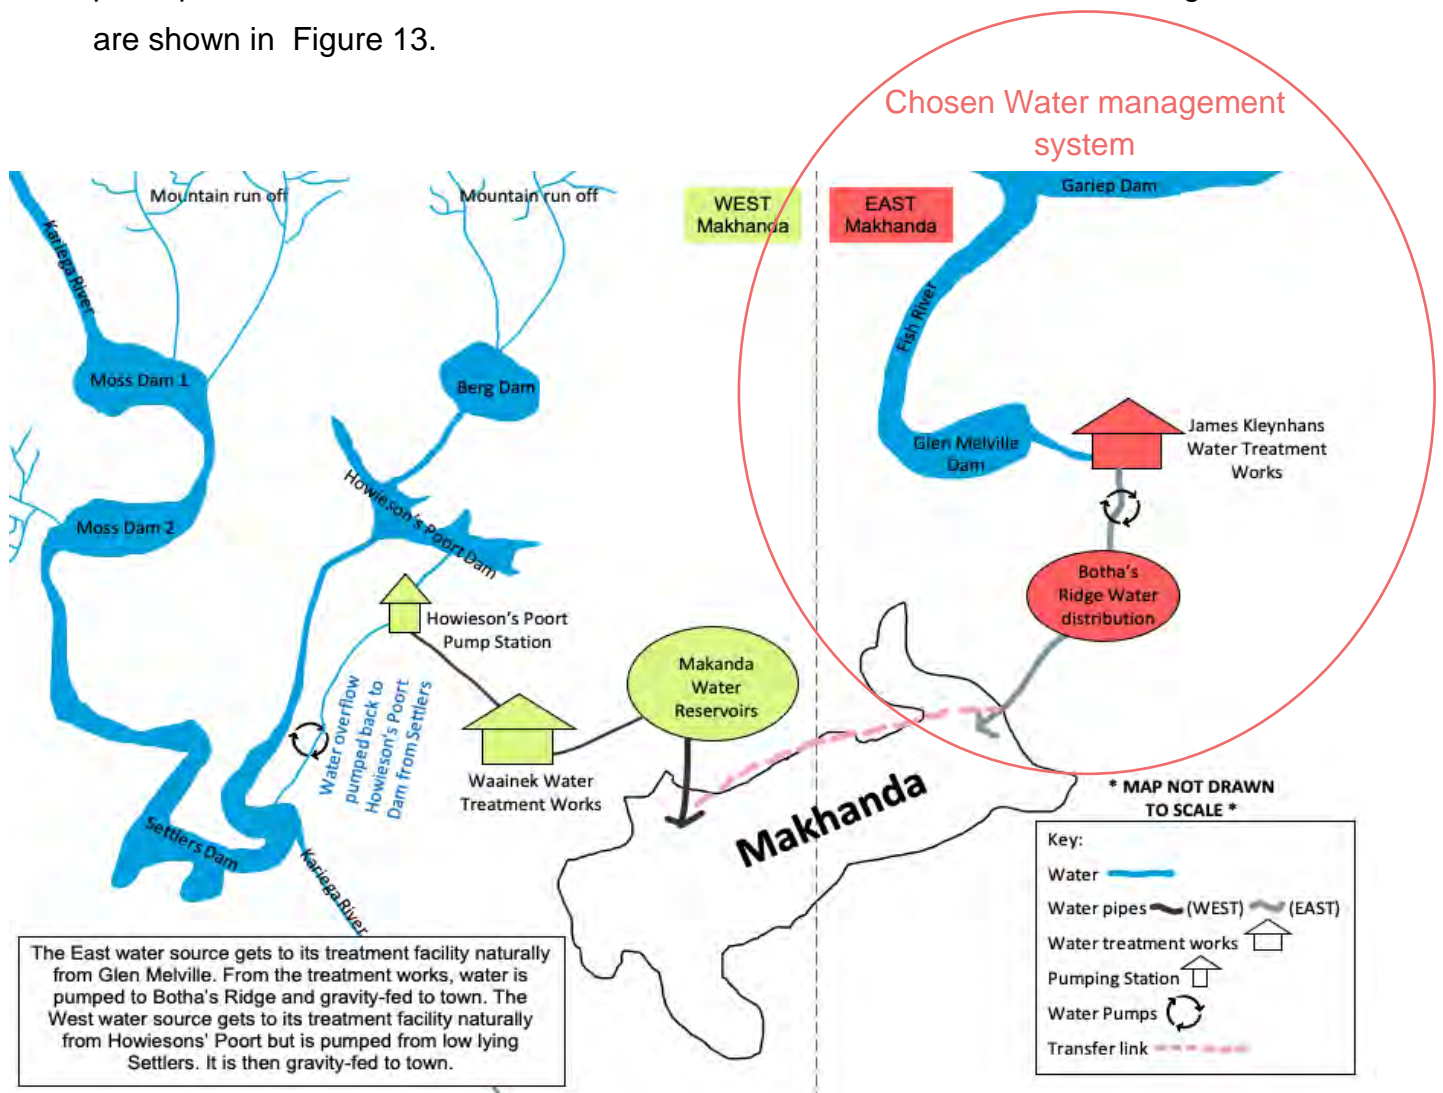 are shown in Figure 13.
Chosen Water management
system
Mountain run off
Mountain run off
WEST
Makhanda
EAST
Makhanda
Gariep Dam
Kariega River
Fish River
Moss Dam 1
Berg Dam
Glen Melville
Dam
James Kleynhans
Water Treatment
Works
Howieson's Poort Dam
Moss Dam 2
Botha's
Ridge Water
distribution
Howieson's Poort
Pump Station
Makanda
Water
Reservoirs
Water overflow
pumped back to
Howieson's Poort
Dam from Settlers
Waainek Water
Treatment Works
Makhanda
Settlers Dam
Kariega River
* MAP NOT DRAWN
TO SCALE *
Key:
Water
Water pipes (WEST) (EAST)
Water treatment works
Pumping Station
Water Pumps
Transfer link
The East water source gets to its treatment facility naturally
from Glen Melville. From the treatment works, water is
pumped to Botha's Ridge and gravity-fed to town. The
West water source gets to its treatment facility naturally
from Howiesons' Poort but is pumped from low lying
Settlers. It is then gravity-fed to town.